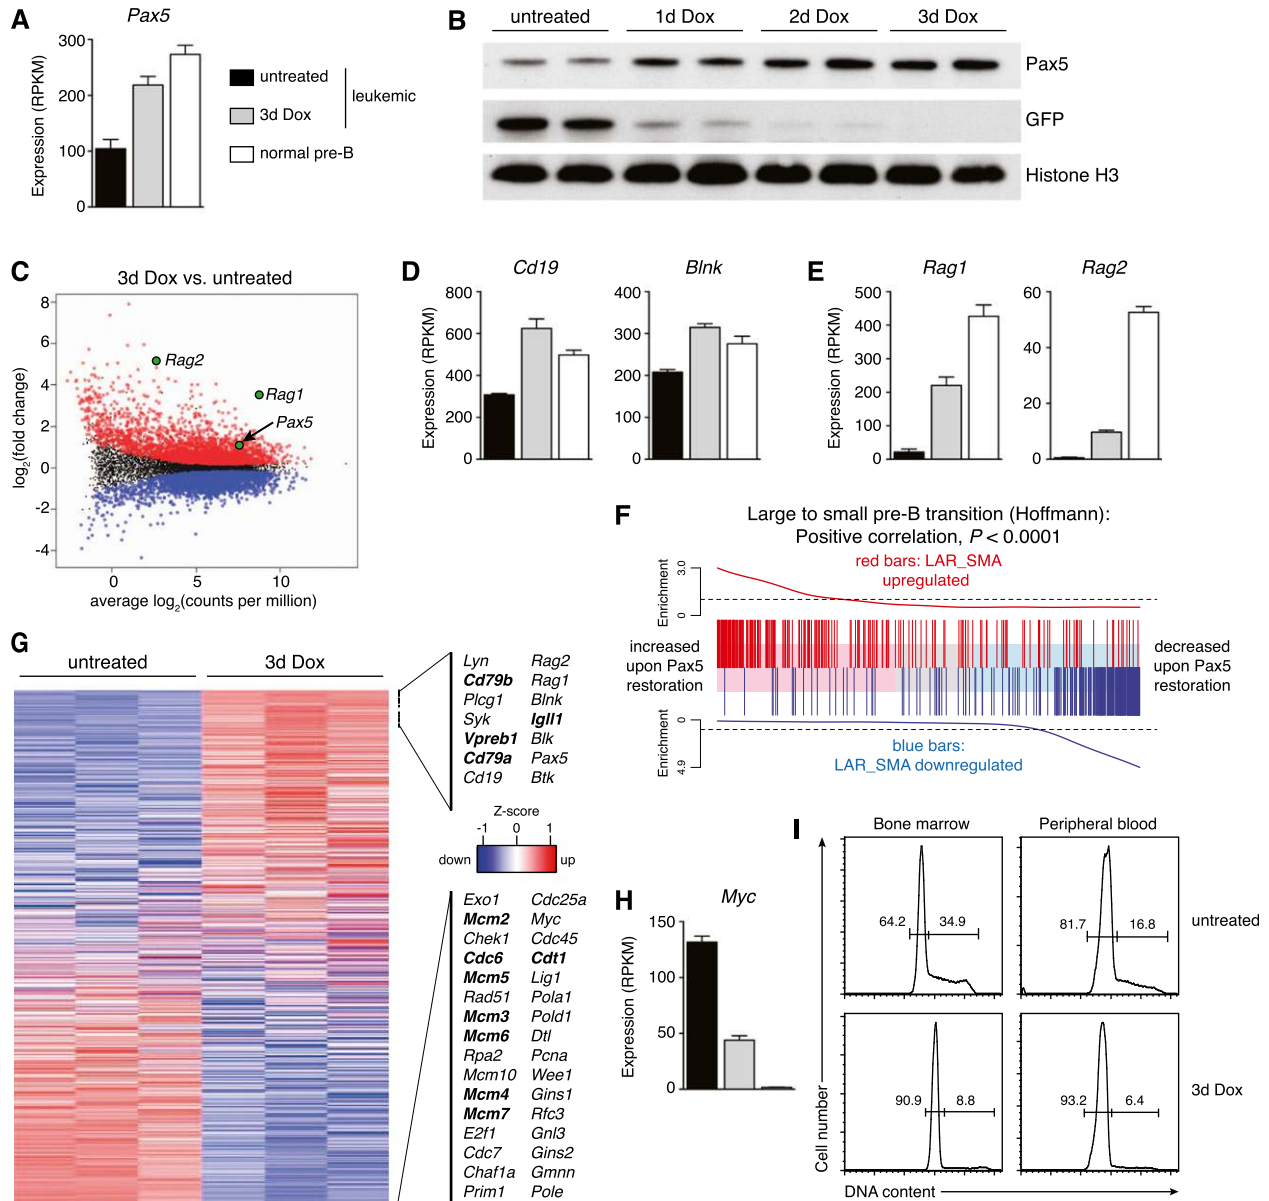 A
Pax5
Expression (RPKM)
300
200
100
0
untreated
3d Dox
leukemic
normal pre-B
B
untreated 1d Dox 2d Dox 3d Dox
Pax5
GFP
Histone H3
C
3d Dox vs. untreated
log2(fold change)
8
6
4
2
0
-2
-4
Rag2
Rag1
Pax5
0 5 10
average log2(counts per million)
D
Cd19
Expression (RPKM)
800
600
400
200
0
Blnk
400
300
200
100
0
E
Rag1
Expression (RPKM)
500
400
300
200
100
0
Rag2
60
40
20
0
F
Large to small pre-B transition (Hoffmann):
Positive correlation, P < 0.0001
red bars: LAR_SMA
upregulated
Enrichment
3.0
0
increased
upon Pax5
restoration
decreased
upon Pax5
restoration
Enrichment
0
4.9
blue bars:
LAR_SMA downregulated
G
untreated 3d Dox
Lyn Rag2
Cd79b Rag1
Plcg1 Blnk
Syk Igll1
Vpreb1 Blk
Cd79a Pax5
Cd19 Btk
Z-score
-1 0 1
down up
Exo1 Cdc25a
Mcm2 Myc
Chek1 Cdc45
Cdc6 Cdt1
Mcm5 Lig1
Rad51 Pola1
Mcm3 Pold1
Mcm6 Dtl
Rpa2 Pcna
Mcm10 Wee1
Mcm4 Gins1
Mcm7 Rfc3
E2f1 Gnl3
Cdc7 Gins2
Chaf1a Gmnn
Prim1 Pole
H
Myc
Expression (RPKM)
150
100
50
0
I
Bone marrow Peripheral blood
64.2 34.9
81.7 16.8
untreated
90.9 8.8
93.2 6.4
3d Dox
Cell number
DNA content